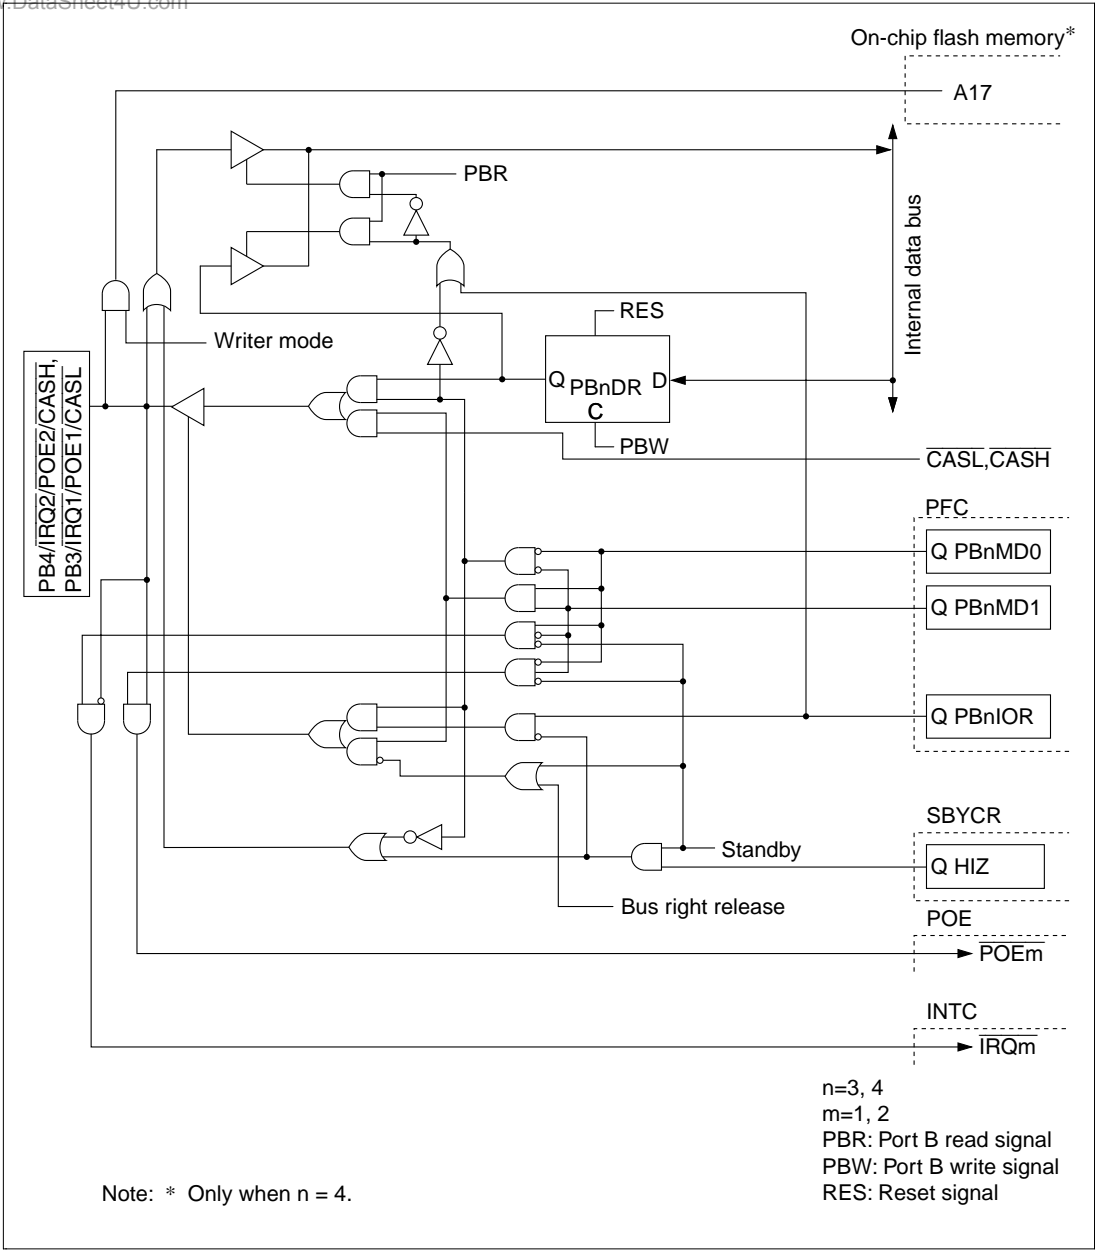 On-chip flash memory*
A17
PBR
Internal data bus
RES
Writer mode
Q PBnDR D
C
PBW
PB4/IRQ2/POE2/CASH,
PB3/IRQ1/POE1/CASL
CASL,CASH
PFC
Q PBnMD0
Q PBnMD1
Q PBnIOR
SBYCR
Standby
Q HIZ
Bus right release
POE
POEm
INTC
IRQm
n=3, 4
m=1, 2
PBR: Port B read signal
PBW: Port B write signal
RES: Reset signal
Note: * Only when n = 4.